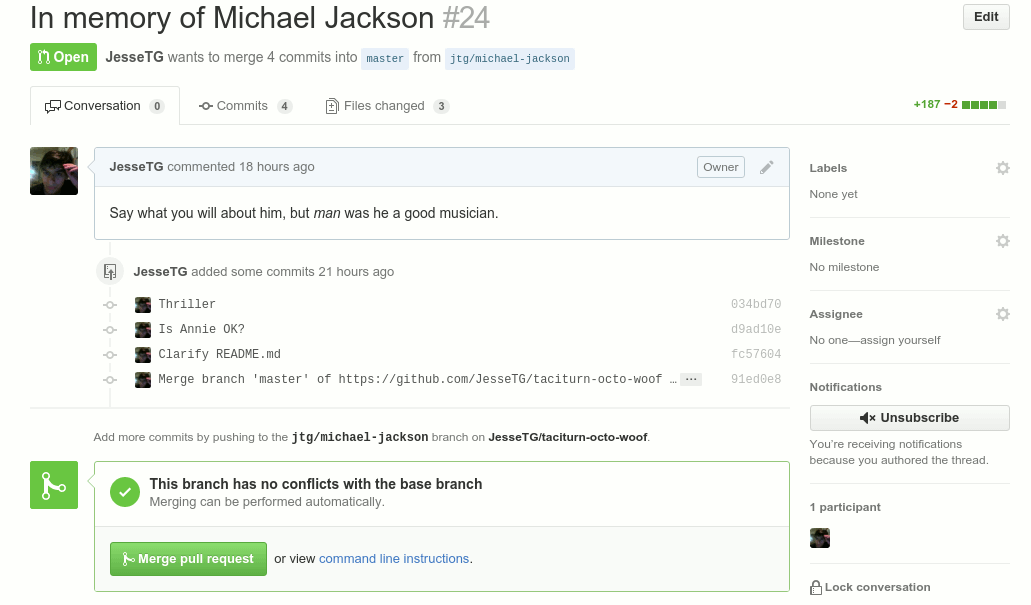 In memory of Michael Jackson #24
Edit
Open JesseTG wants to merge 4 commits into master from jtg/michael-jackson
Conversation 0 Commits 4 Files changed 3 +187 −2
JesseTG commented 18 hours ago Owner
Say what you will about him, but man was he a good musician.
JesseTG added some commits 21 hours ago
Thriller 034bd70
Is Annie OK? d9ad10e
Clarify README.md fc57604
Merge branch 'master' of https://github.com/JesseTG/taciturn-octo-woof … ··· 91ed0e8
Add more commits by pushing to the jtg/michael-jackson branch on JesseTG/taciturn-octo-woof.
This branch has no conflicts with the base branch
Merging can be performed automatically.
Merge pull request or view command line instructions.
Labels
None yet
Milestone
No milestone
Assignee
No one—assign yourself
Notifications
Unsubscribe
You're receiving notifications
because you authored the thread.
1 participant
Lock conversation